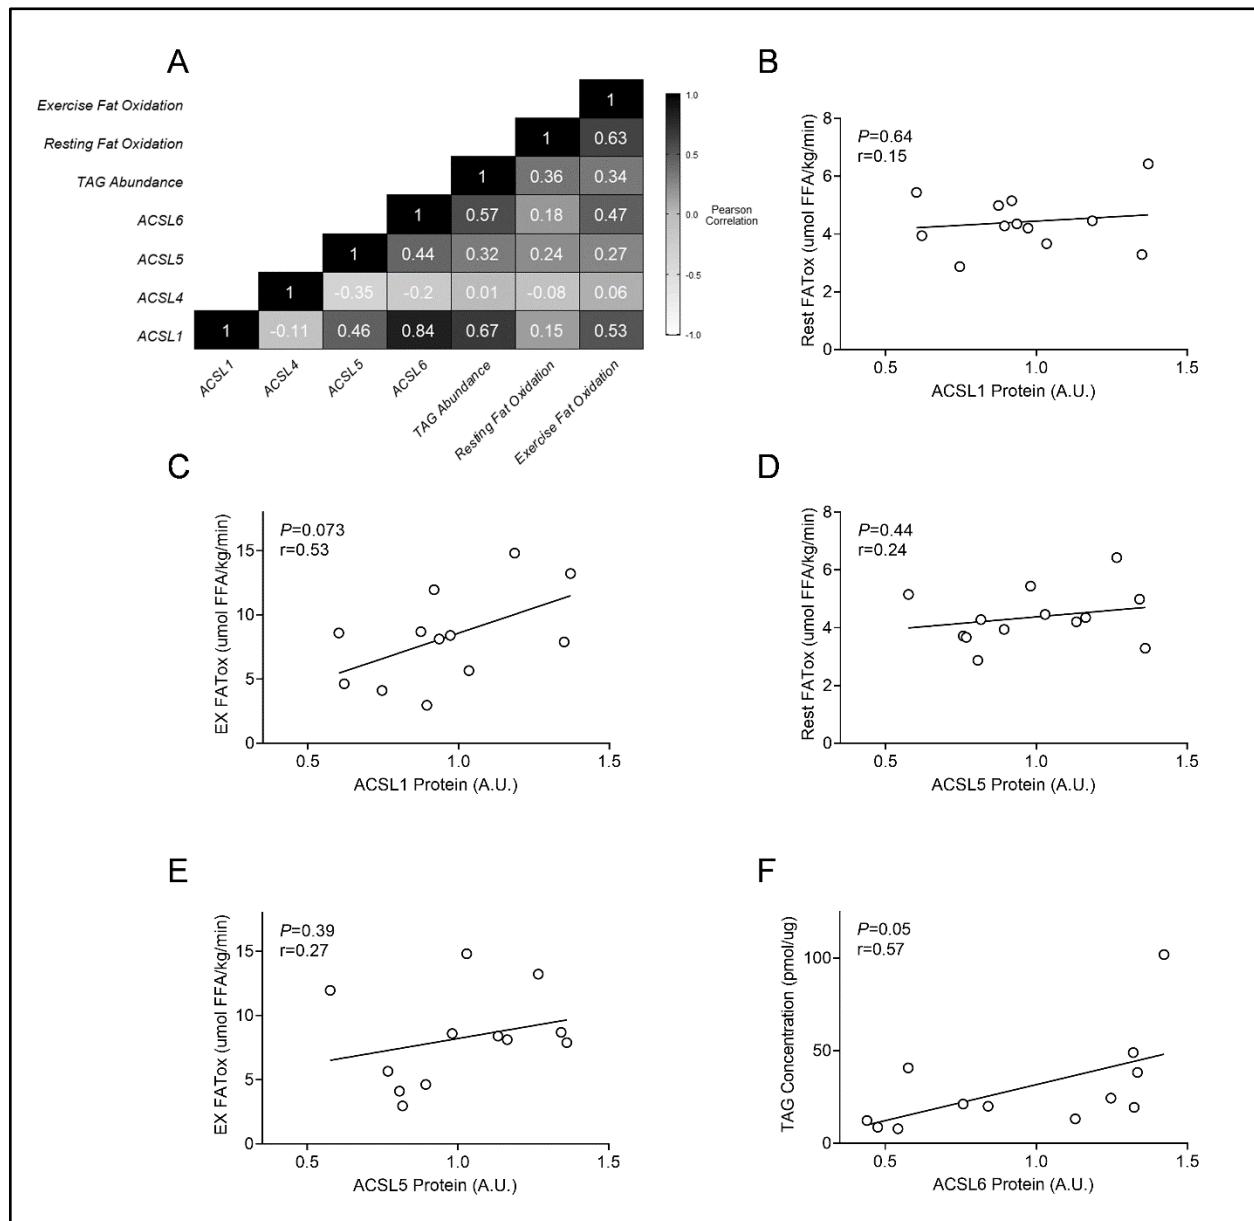 A
Exercise Fat Oxidation
1
Resting Fat Oxidation
1 0.63
TAG Abundance
1 0.36 0.34
ACSL6
1 0.57 0.18 0.47
ACSL5
1 0.44 0.32 0.24 0.27
ACSL4
1 -0.35 -0.2 0.01 -0.08 0.06
ACSL1
1 -0.11 0.46 0.84 0.67 0.15 0.53
ACSL1
ACSL4
ACSL5
ACSL6
TAG Abundance
Resting Fat Oxidation
Exercise Fat Oxidation
1.0
0.5
0.0
-0.5
-1.0
Pearson
Correlation
B
P=0.64
r=0.15
Rest FATox (umol FFA/kg/min)
8
6
4
2
0
0.5 1.0 1.5
ACSL1 Protein (A.U.)
C
P=0.073
r=0.53
EX FATox (umol FFA/kg/min)
15
10
5
0
0.5 1.0 1.5
ACSL1 Protein (A.U.)
D
P=0.44
r=0.24
Rest FATox (umol FFA/kg/min)
8
6
4
2
0
0.5 1.0 1.5
ACSL5 Protein (A.U.)
E
P=0.39
r=0.27
EX FATox (umol FFA/kg/min)
15
10
5
0
0.5 1.0 1.5
ACSL5 Protein (A.U.)
F
P=0.05
r=0.57
TAG Concentration (pmol/ug)
100
50
0
0.5 1.0 1.5
ACSL6 Protein (A.U.)